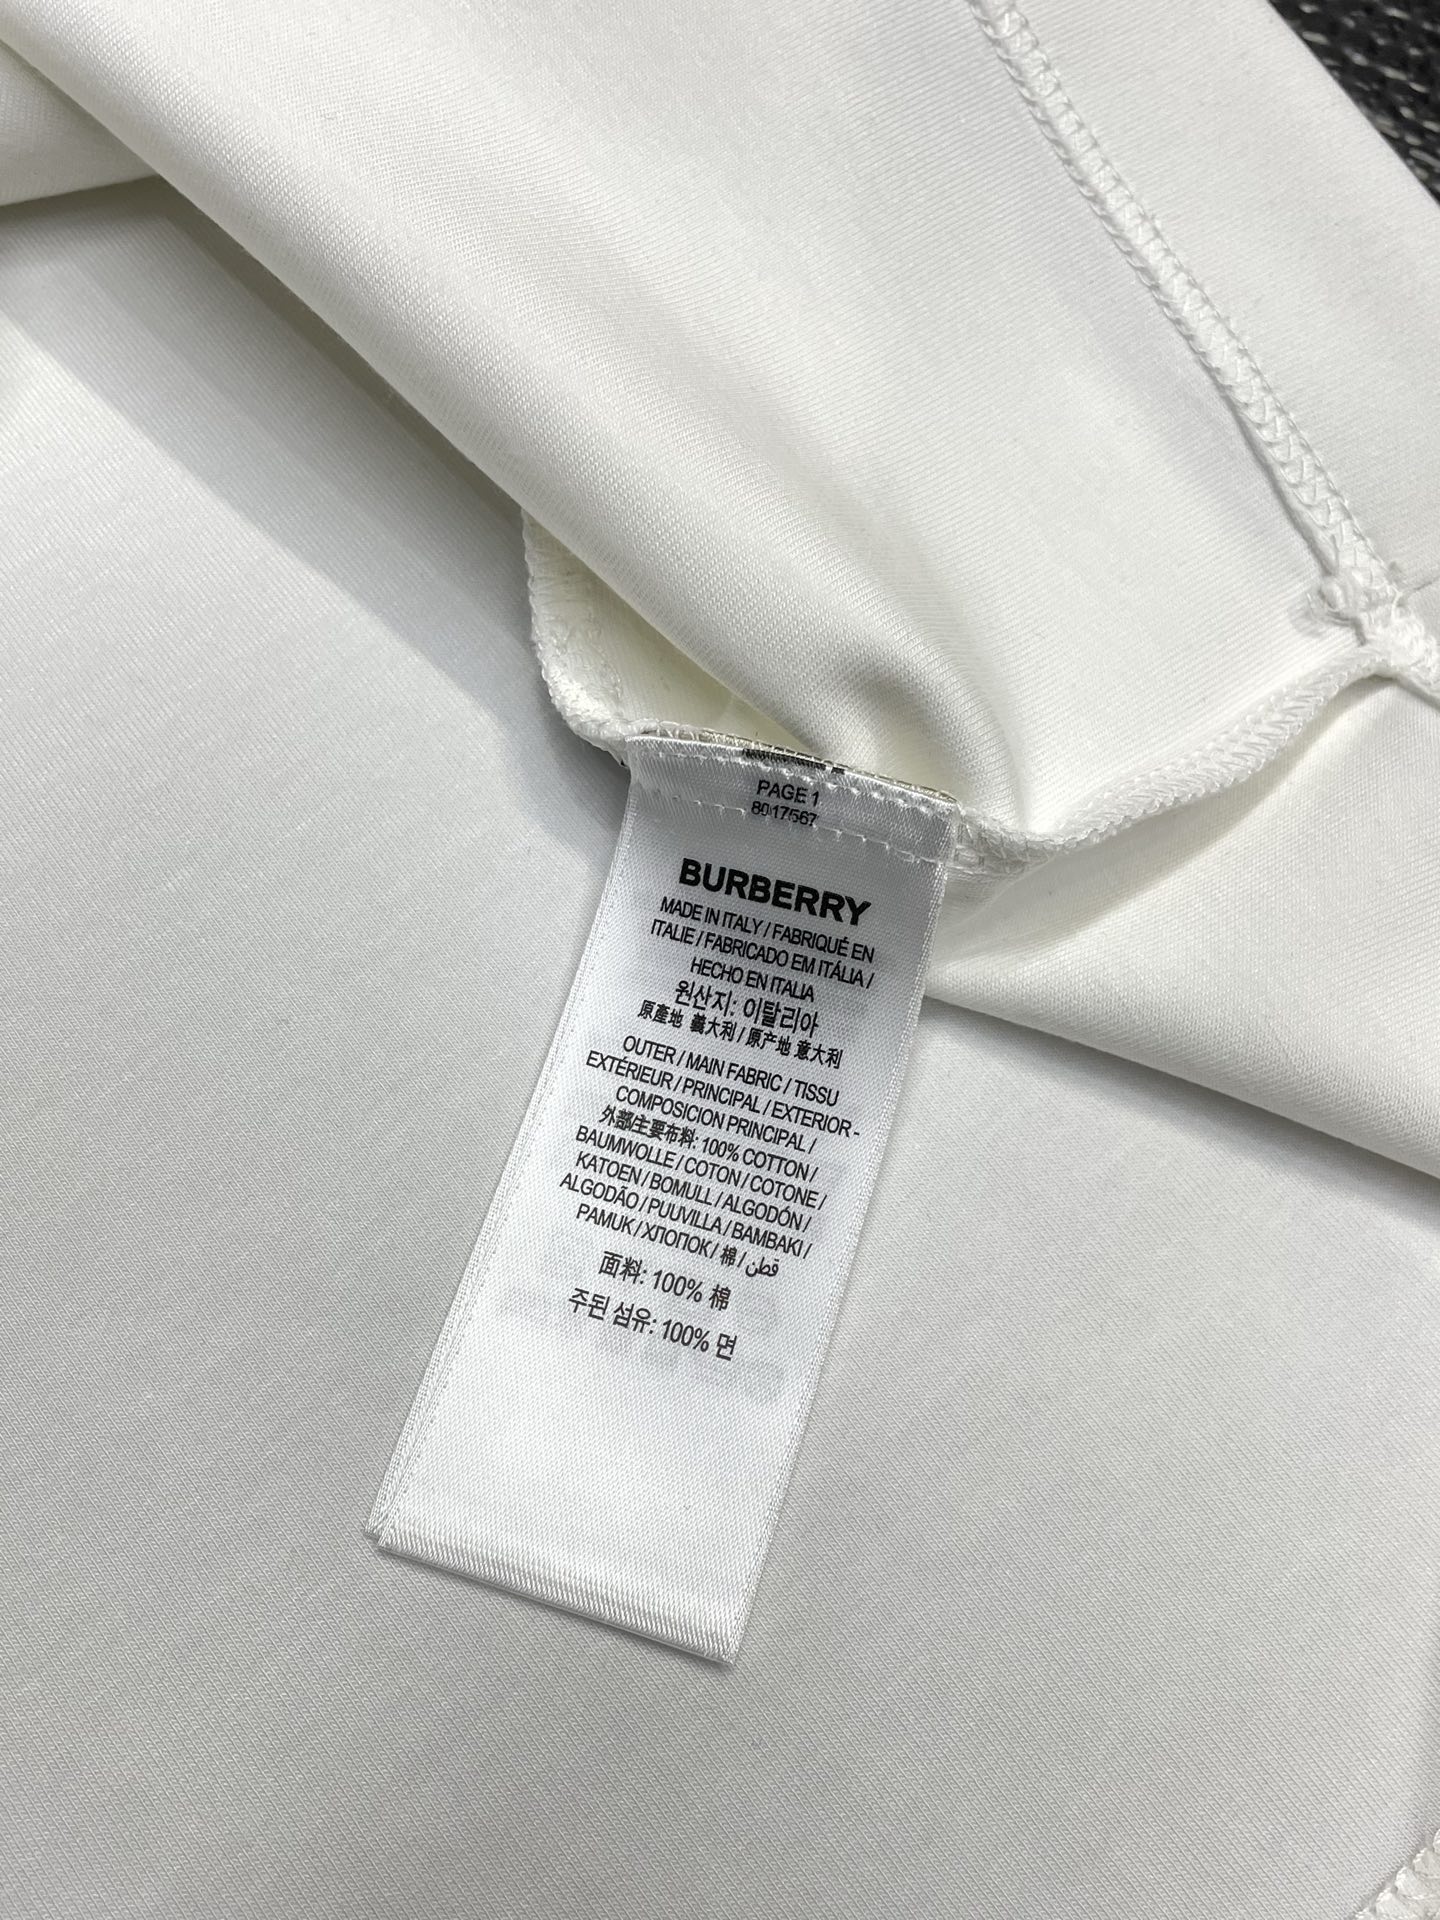 PAGE 1
8017567
BURBERRY
MADE IN ITALY / FABRIQUÉ EN
ITALIE / FABRICADO EM ITÁLIA /
HECHO EN ITALIA
원산지: 이탈리아
原產地 義大利 / 原产地 意大利
OUTER / MAIN FABRIC / TISSU
EXTÉRIEUR / PRINCIPAL / EXTERIOR -
COMPOSICION PRINCIPAL /
外部/主要布料: 100% COTTON /
BAUMWOLLE / COTON / COTONE /
KATOEN / BOMULL / ALGODÓN /
ALGODÃO / PUUVILLA / BAMBAKI /
PAMUK / ХЛОПОК / 棉 / قطن
面料: 100% 棉
주된 섬유: 100% 면